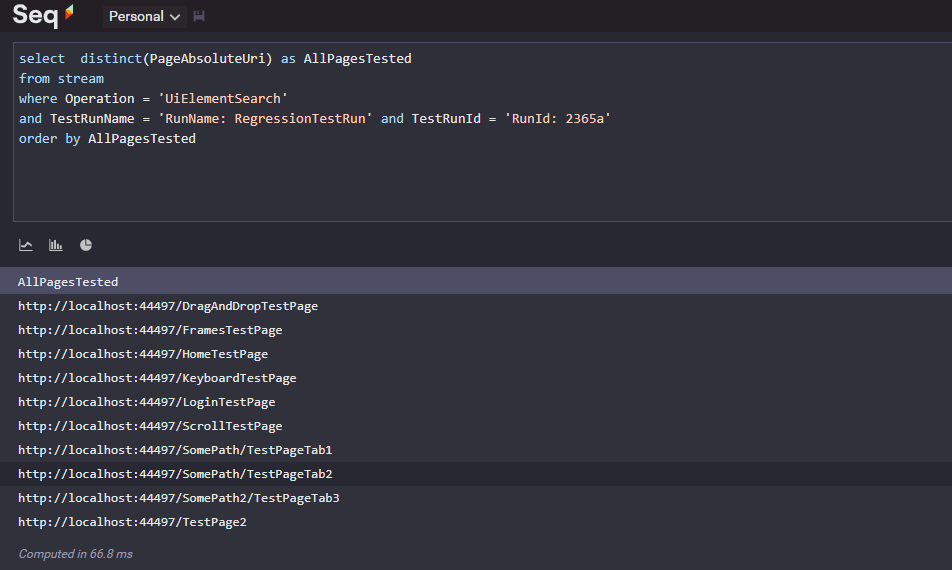 Seq
Personal
select  distinct(PageAbsoluteUri) as AllPagesTested
from stream
where Operation = 'UiElementSearch'
and TestRunName = 'RunName: RegressionTestRun' and TestRunId = 'RunId: 2365a'
order by AllPagesTested
AllPagesTested
http://localhost:44497/DragAndDropTestPage
http://localhost:44497/FramesTestPage
http://localhost:44497/HomeTestPage
http://localhost:44497/KeyboardTestPage
http://localhost:44497/LoginTestPage
http://localhost:44497/ScrollTestPage
http://localhost:44497/SomePath/TestPageTab1
http://localhost:44497/SomePath/TestPageTab2
http://localhost:44497/SomePath2/TestPageTab3
http://localhost:44497/TestPage2
Computed in 66.8 ms